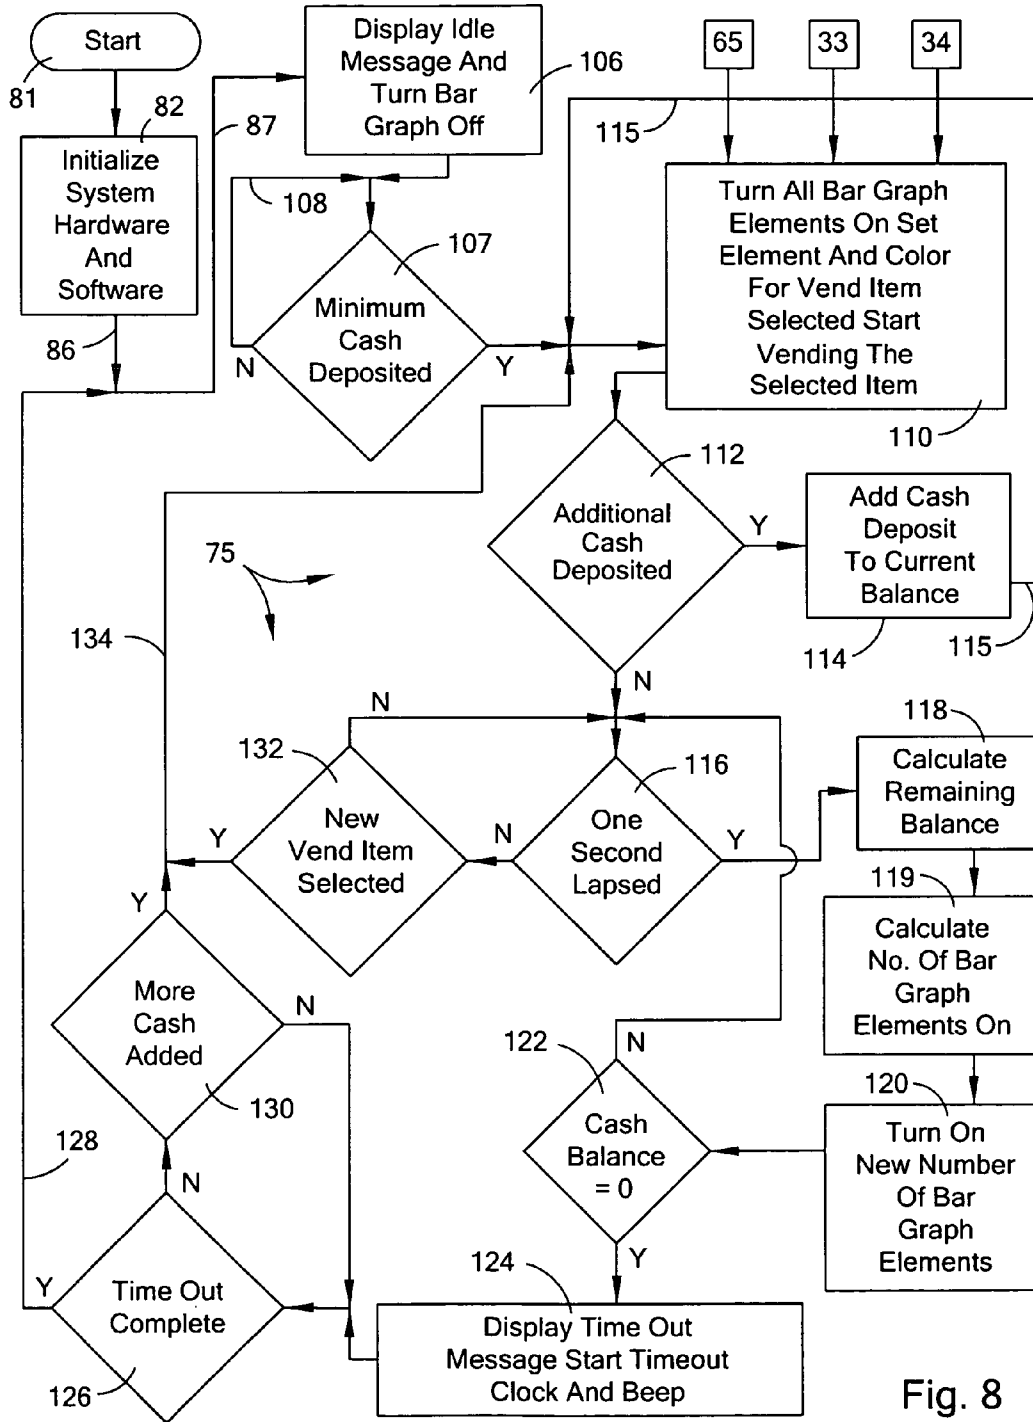 Start
81
82
Initialize
System
Hardware
And
Software
86
87
Display Idle
Message And
Turn Bar
Graph Off
106
108
107
Minimum
Cash
Deposited
N
Y
65
33
34
115
Turn All Bar Graph
Elements On Set
Element And Color
For Vend Item
Selected Start
Vending The
Selected Item
110
112
Additional
Cash
Deposited
Y
N
Add Cash
Deposit
To Current
Balance
114
115
75
134
N
132
New
Vend Item
Selected
Y
N
116
One
Second
Lapsed
Y
118
Calculate
Remaining
Balance
119
Calculate
No. Of Bar
Graph
Elements On
120
Turn On
New Number
Of Bar
Graph
Elements
N
122
Cash
Balance
= 0
Y
124
Display Time Out
Message Start Timeout
Clock And Beep
Y
More
Cash
Added
N
130
128
N
Time Out
Complete
Y
126
Fig. 8